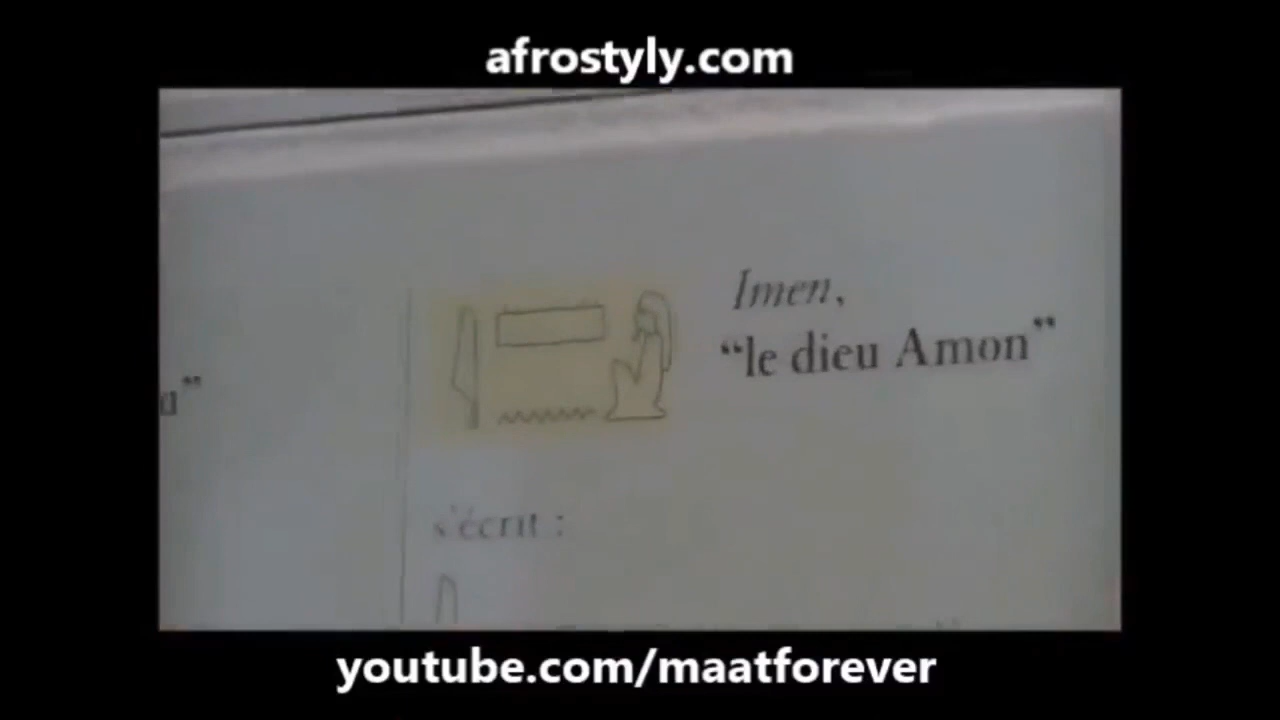 afrostyly.com
Imen,
“le dieu Amon”
s'écrit :
youtube.com/maatforever